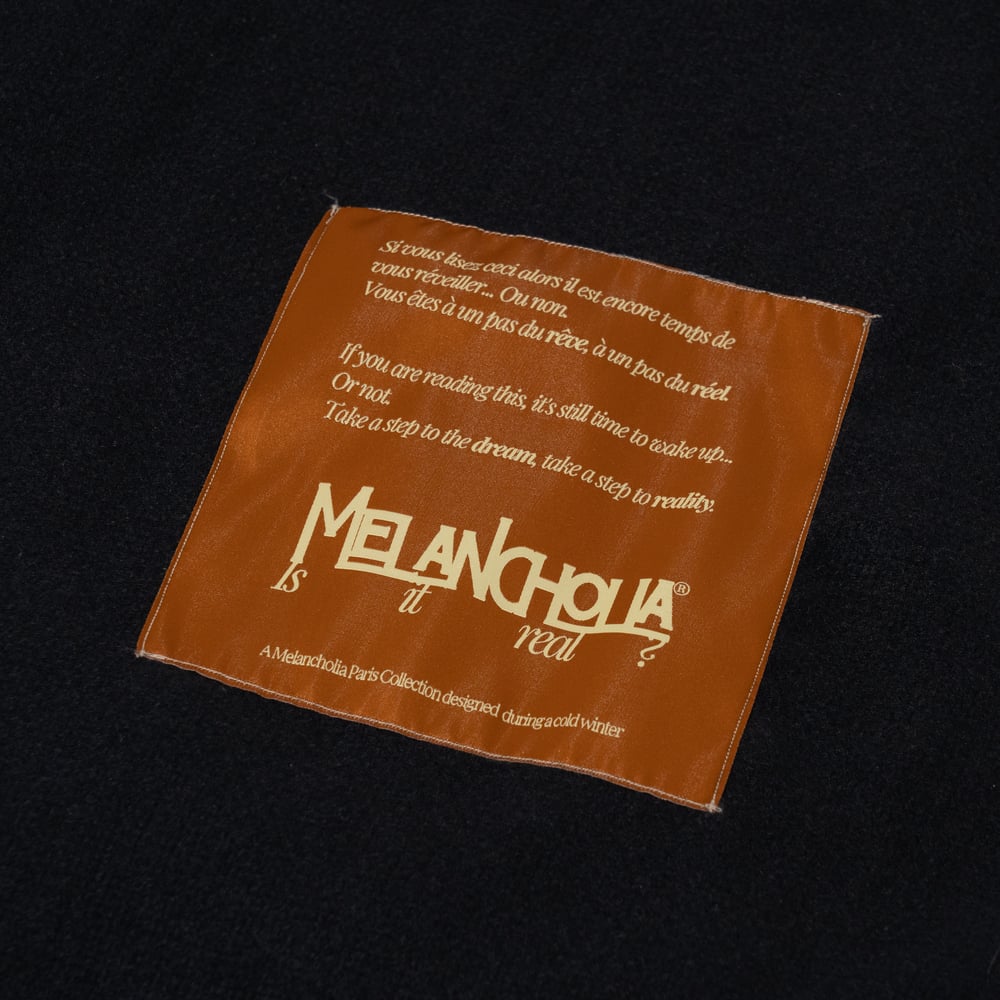 Si vous lisez ceci alors il est encore temps de
vous réveiller... Ou non.
Vous êtes à un pas du rêve, à un pas du réel.
If you are reading this, it's still time to wake up...
Or not.
Take a step to the dream, take a step to reality.
MELANCHOLIA®
Is it real ?
A Melancholia Paris Collection designed during a cold winter